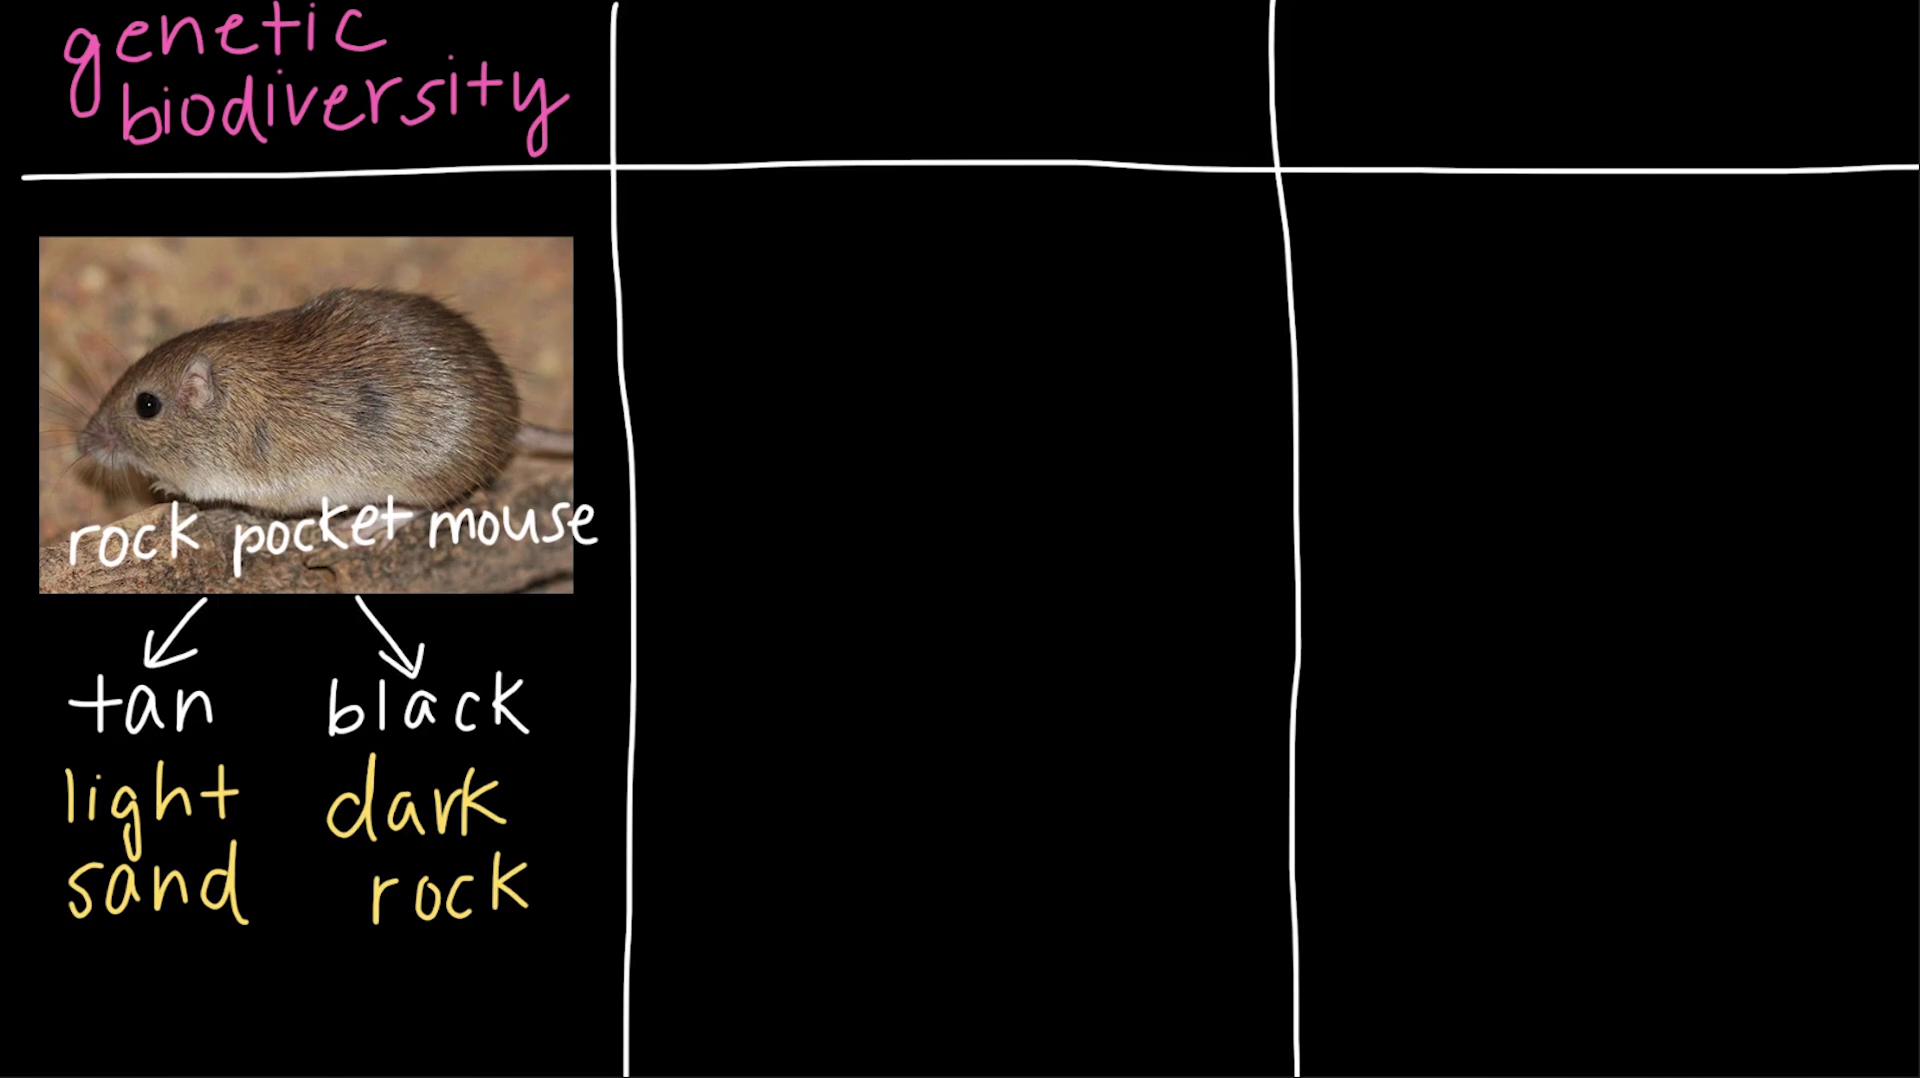 genetic
biodiversity
rock pocket mouse
tan black
light dark
sand rock